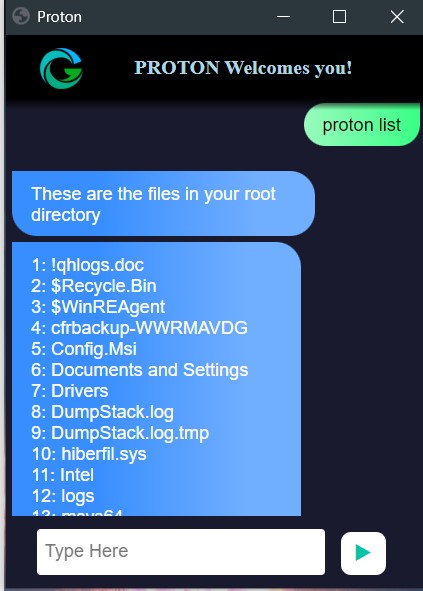 Proton
PROTON Welcomes you!
proton list
These are the files in your root
directory
1: !qhlogs.doc
2: $Recycle.Bin
3: $WinREAgent
4: cfrbackup-WWRMAVDG
5: Config.Msi
6: Documents and Settings
7: Drivers
8: DumpStack.log
9: DumpStack.log.tmp
10: hiberfil.sys
11: Intel
12: logs
13: msys64
Type Here